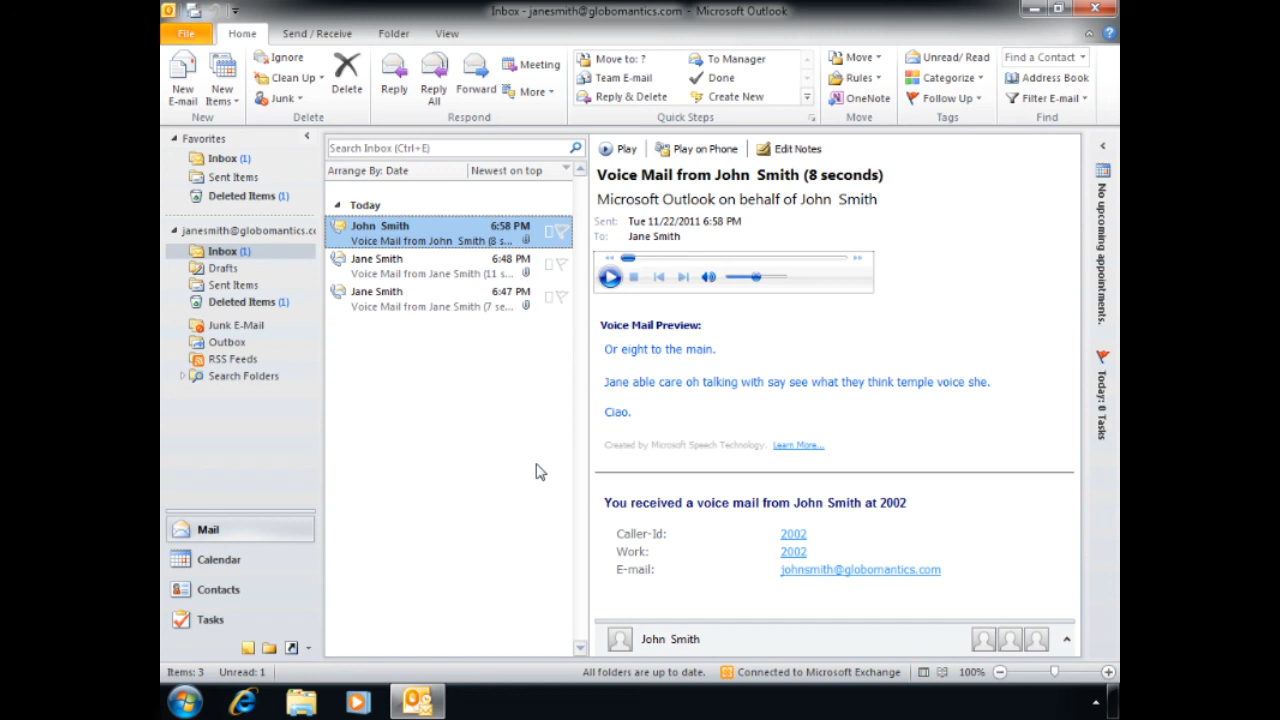 Inbox - janesmith@globomantics.com - Microsoft Outlook
File Home Send / Receive Folder View
New E-mail
New Items
New
Ignore
Clean Up
Junk
Delete
Delete
Reply
Reply All
Forward
Meeting
More
Respond
Move to: ?
Team E-mail
Reply & Delete
To Manager
Done
Create New
Quick Steps
Move
Rules
OneNote
Move
Unread/ Read
Categorize
Follow Up
Tags
Find a Contact
Address Book
Filter E-mail
Find
Favorites
Inbox (1)
Sent Items
Deleted Items (1)
janesmith@globomantics.cc
Inbox (1)
Drafts
Sent Items
Deleted Items (1)
Junk E-Mail
Outbox
RSS Feeds
Search Folders
Mail
Calendar
Contacts
Tasks
Search Inbox (Ctrl+E)
Arrange By: Date Newest on top
Today
John Smith 6:58 PM
Voice Mail from John Smith (8 s...
Jane Smith 6:48 PM
Voice Mail from Jane Smith (11 s...
Jane Smith 6:47 PM
Voice Mail from Jane Smith (7 se...
Play Play on Phone Edit Notes
Voice Mail from John Smith (8 seconds)
Microsoft Outlook on behalf of John Smith
Sent: Tue 11/22/2011 6:58 PM
To: Jane Smith
Voice Mail Preview:
Or eight to the main.
Jane able care oh talking with say see what they think temple voice she.
Ciao.
Created by Microsoft Speech Technology. Learn More...
You received a voice mail from John Smith at 2002
Caller-Id: 2002
Work: 2002
E-mail: johnsmith@globomantics.com
John Smith
No upcoming appointments.
Today: 0 Tasks
Items: 3 Unread: 1 All folders are up to date. Connected to Microsoft Exchange 100%